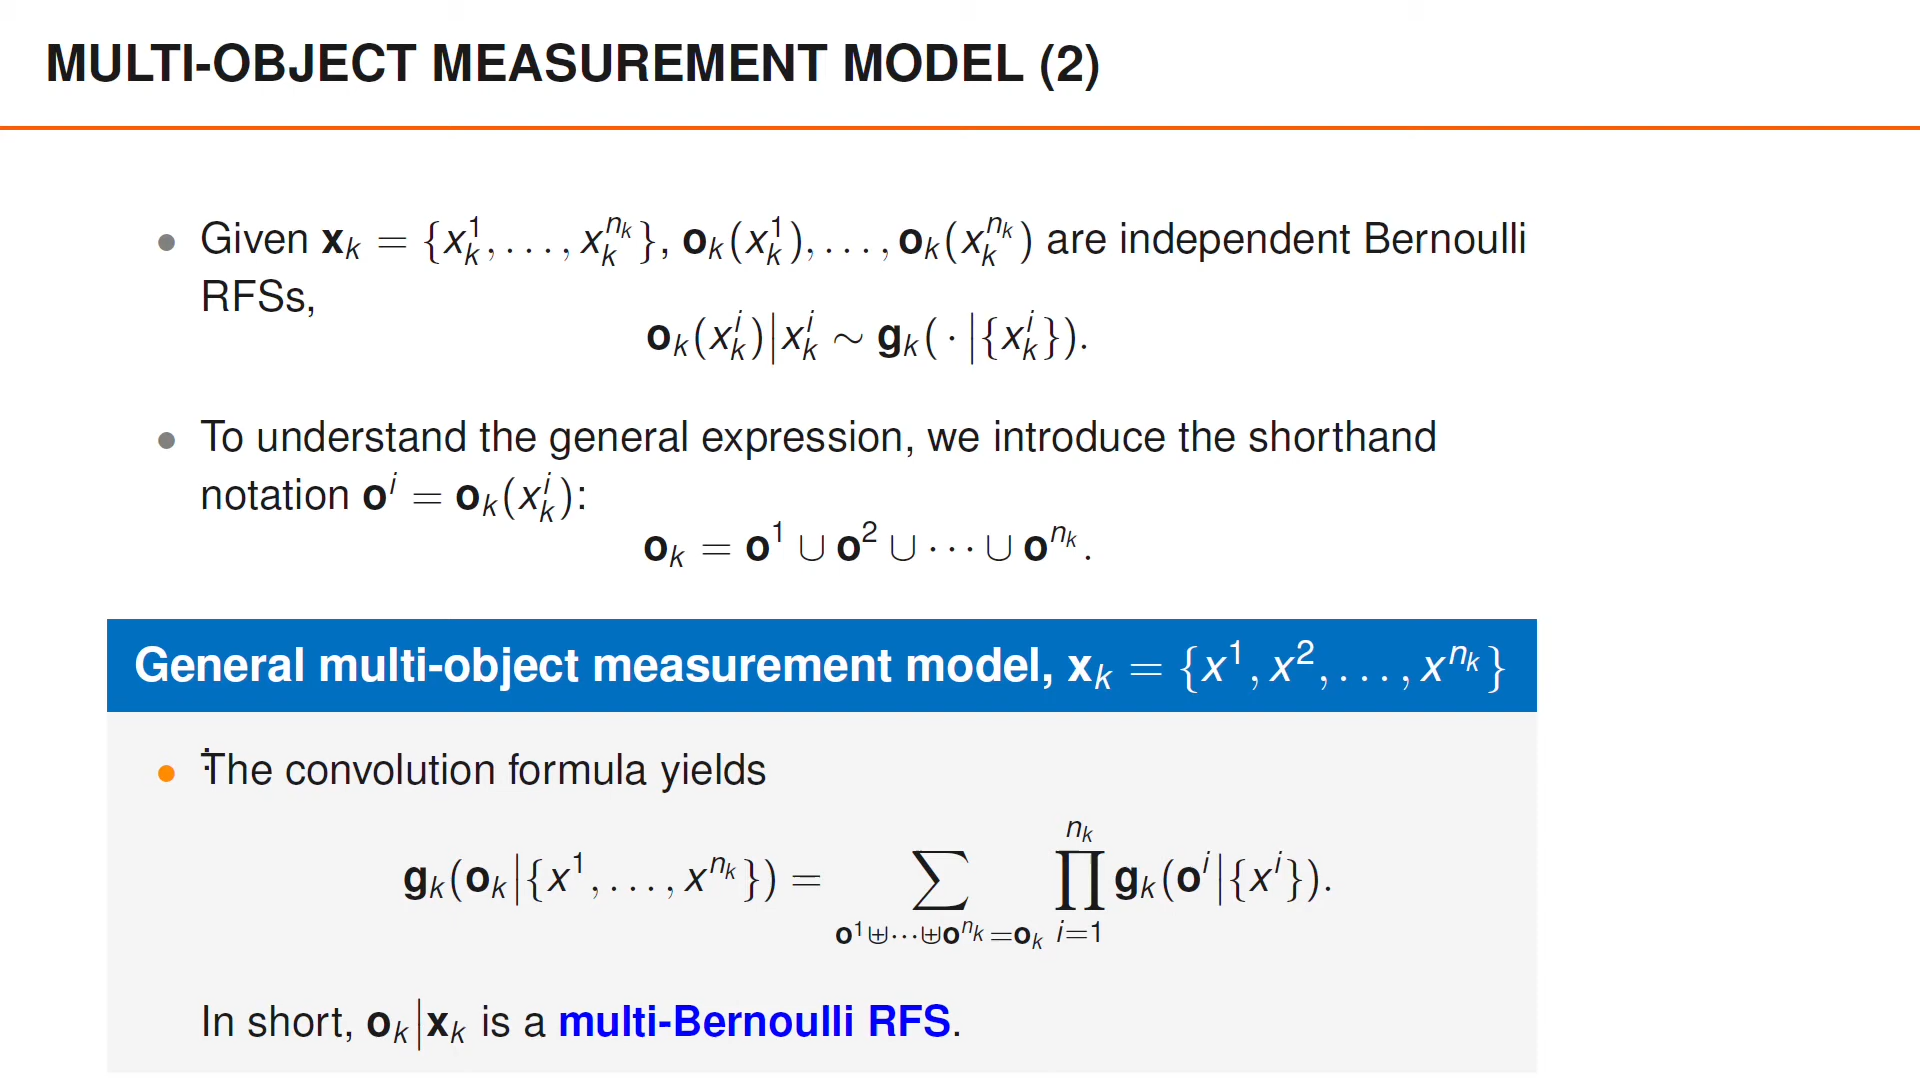 MULTI-OBJECT MEASUREMENT MODEL (2)
• Given 𝐱ₖ = {xₖ¹, . . . , xₖ^{nₖ}}, 𝐨ₖ(xₖ¹), . . . , 𝐨ₖ(xₖ^{nₖ}) are independent Bernoulli
RFSs,
𝐨ₖ(xₖⁱ)|xₖⁱ ∼ 𝐠ₖ( · |{xₖⁱ}).
• To understand the general expression, we introduce the shorthand
notation 𝐨ⁱ = 𝐨ₖ(xₖⁱ):
𝐨ₖ = 𝐨¹ ∪ 𝐨² ∪ · · · ∪ 𝐨^{nₖ}.
General multi-object measurement model, 𝐱ₖ = {x¹, x², . . . , x^{nₖ}}
• The convolution formula yields
𝐠ₖ(𝐨ₖ|{x¹, . . . , x^{nₖ}}) = ∑_{𝐨¹⊎···⊎𝐨^{nₖ}=𝐨ₖ} ∏_{i=1}^{nₖ} 𝐠ₖ(𝐨ⁱ|{xⁱ}).
In short, 𝐨ₖ|𝐱ₖ is a multi-Bernoulli RFS.